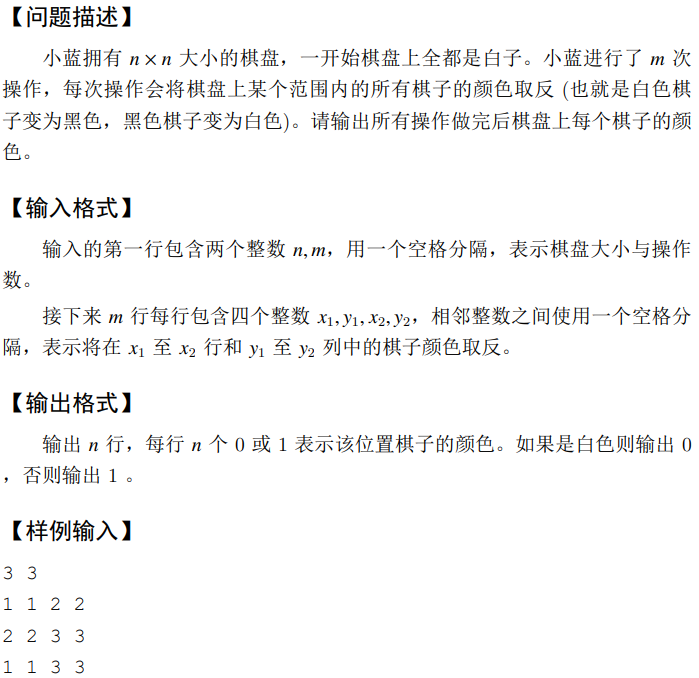 【问题描述】
小蓝拥有 n × n 大小的棋盘，一开始棋盘上全都是白子。小蓝进行了 m 次
操作，每次操作会将棋盘上某个范围内的所有棋子的颜色取反 (也就是白色棋
子变为黑色，黑色棋子变为白色)。请输出所有操作做完后棋盘上每个棋子的颜
色。
【输入格式】
输入的第一行包含两个整数 n, m，用一个空格分隔，表示棋盘大小与操作
数。
接下来 m 行每行包含四个整数 x₁, y₁, x₂, y₂，相邻整数之间使用一个空格分
隔，表示将在 x₁ 至 x₂ 行和 y₁ 至 y₂ 列中的棋子颜色取反。
【输出格式】
输出 n 行，每行 n 个 0 或 1 表示该位置棋子的颜色。如果是白色则输出 0
，否则输出 1 。
【样例输入】
3 3
1 1 2 2
2 2 3 3
1 1 3 3